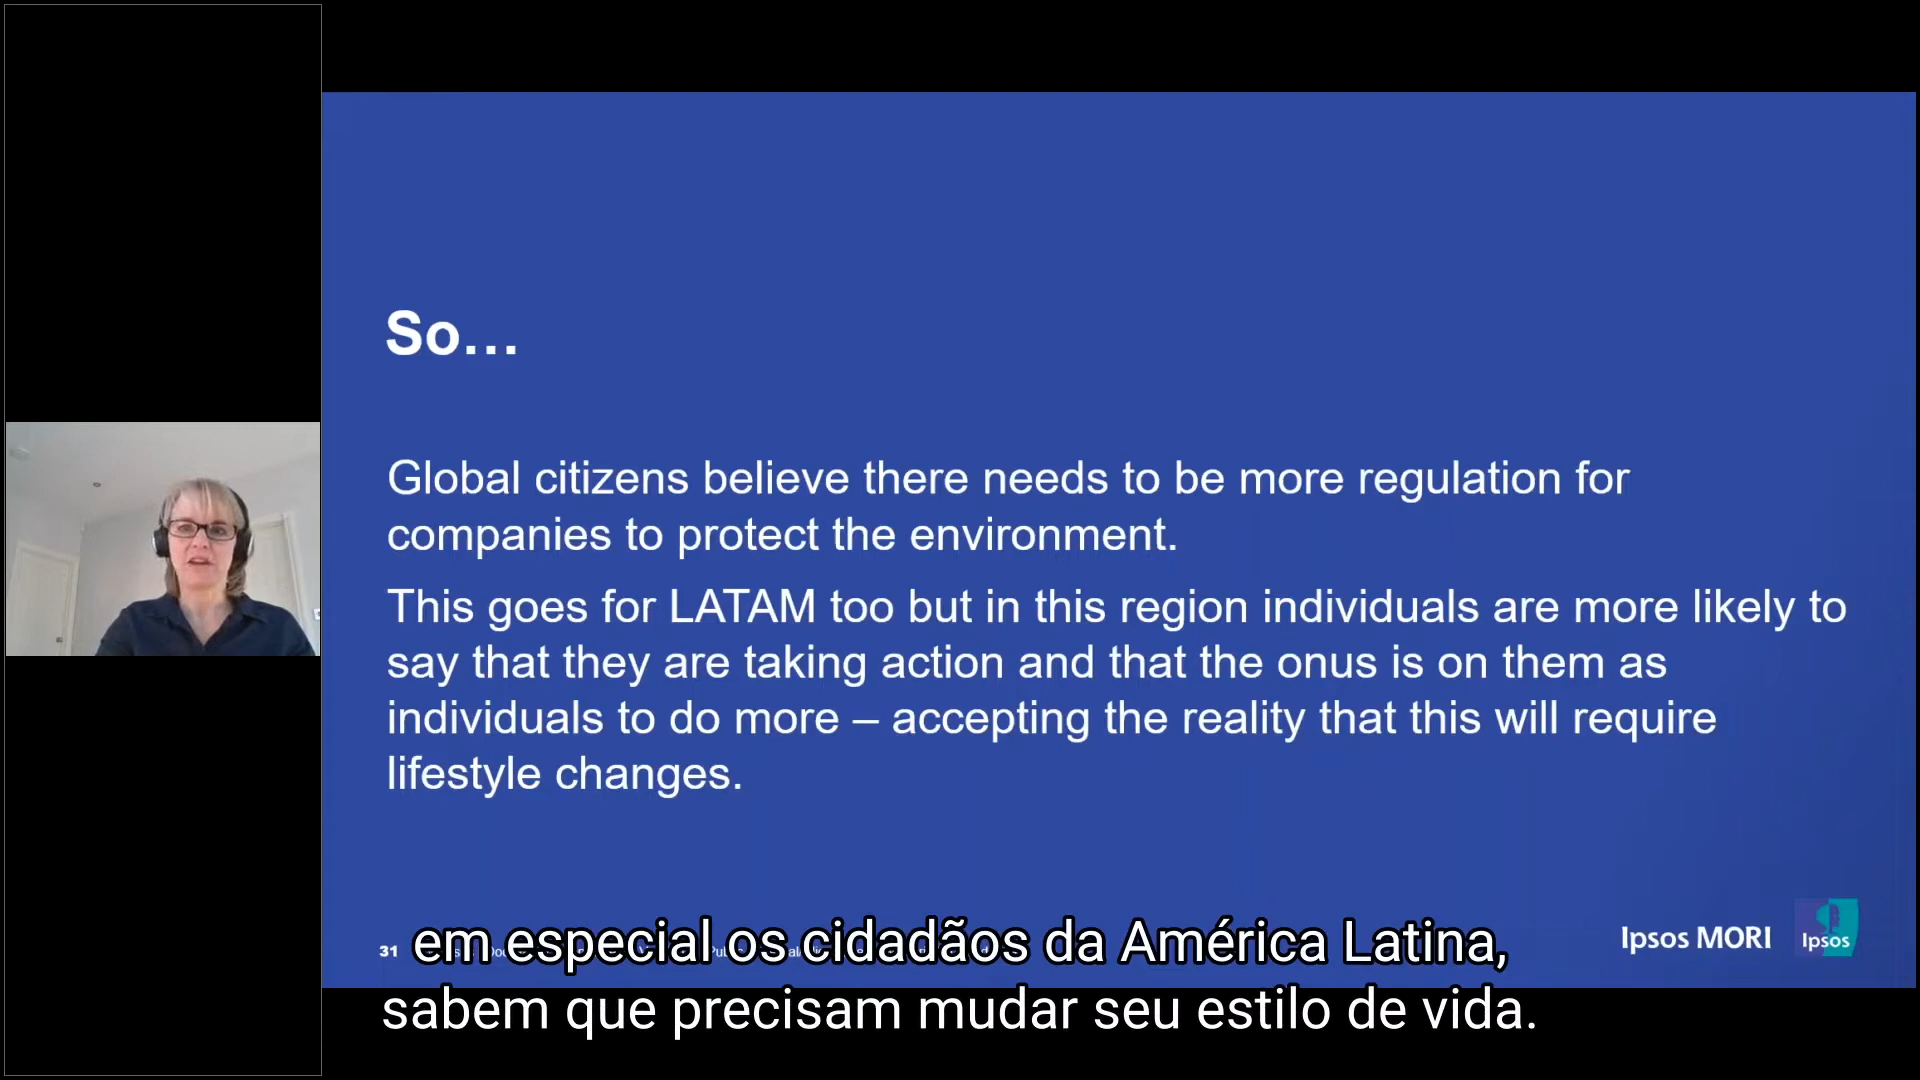 So...
Global citizens believe there needs to be more regulation for
companies to protect the environment.
This goes for LATAM too but in this region individuals are more likely to
say that they are taking action and that the onus is on them as
individuals to do more – accepting the reality that this will require
lifestyle changes.
31
Ipsos MORI
Ipsos
em especial os cidadãos da América Latina,
sabem que precisam mudar seu estilo de vida.